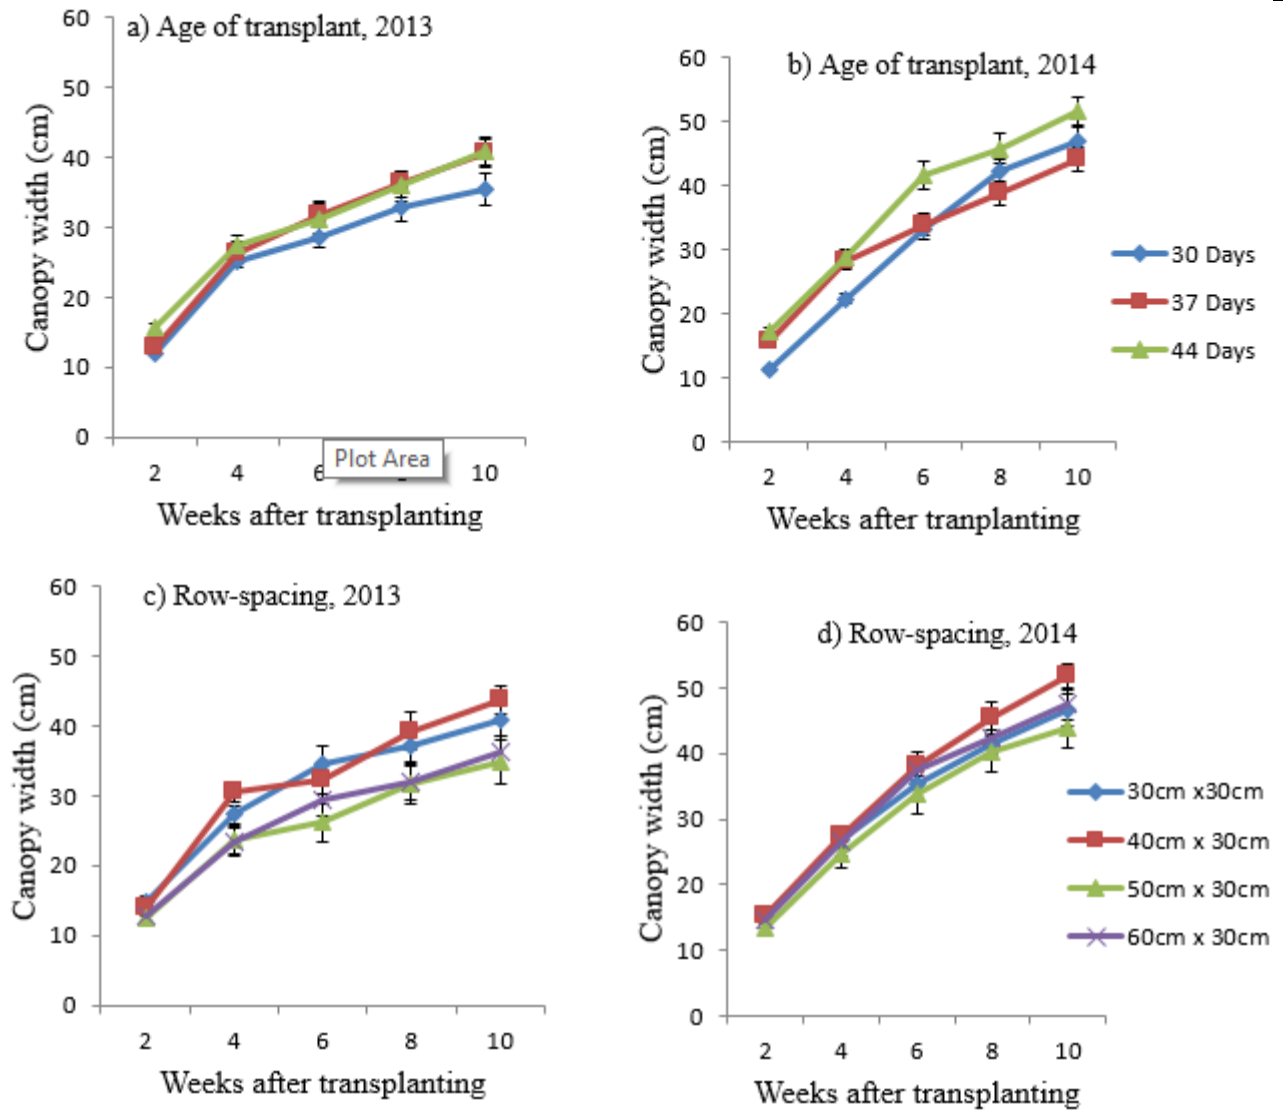 a) Age of transplant, 2013
60
50
40
30
20
10
0
Canopy width (cm)
2 4 6 10
Plot Area
Weeks after transplanting
b) Age of transplant, 2014
60
50
40
30
20
10
0
Canopy width (cm)
2 4 6 8 10
Weeks after tranplanting
30 Days
37 Days
44 Days
c) Row-spacing, 2013
60
50
40
30
20
10
0
Canopy width (cm)
2 4 6 8 10
Weeks after transplanting
d) Row-spacing, 2014
60
50
40
30
20
10
0
Canopy width (cm)
2 4 6 8 10
Weeks after transplanting
30cm x30cm
40cm x 30cm
50cm x 30cm
60cm x 30cm